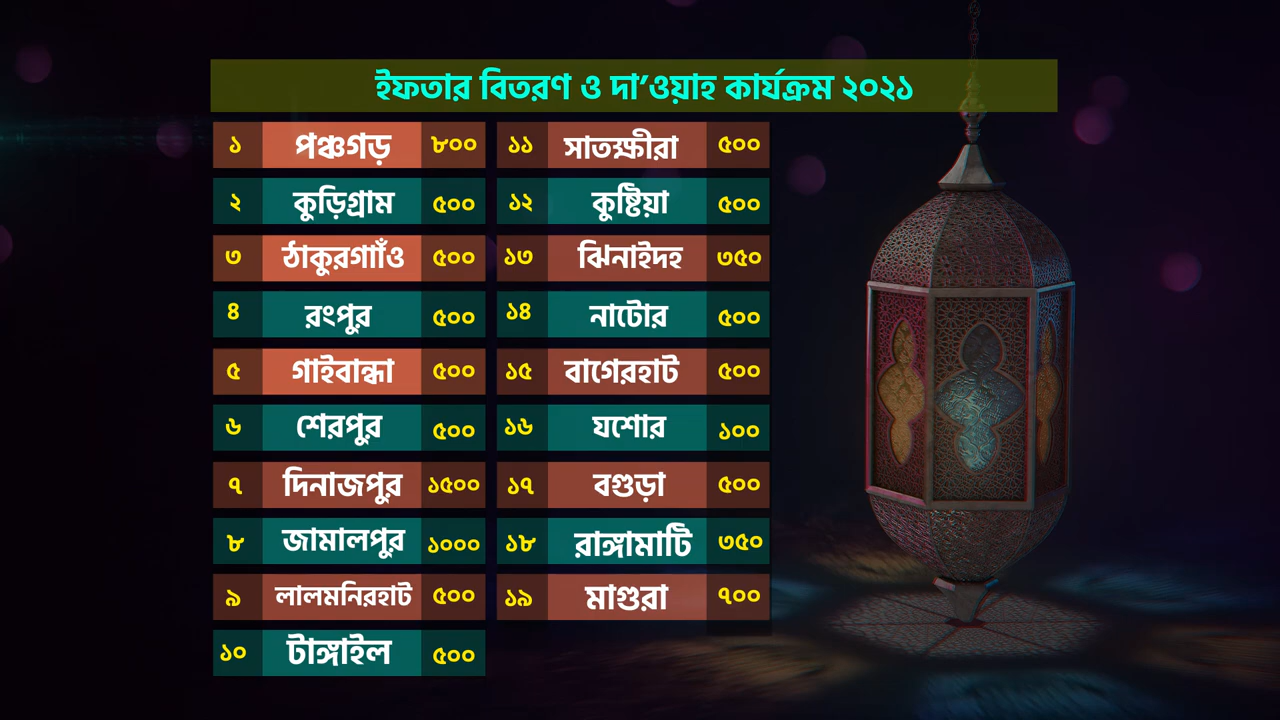 ইফতার বিতরণ ও দা’ওয়াহ কার্যক্রম ২০২১
১ পঞ্চগড় ৮০০
২ কুড়িগ্রাম ৫০০
৩ ঠাকুরগাঁও ৫০০
৪ রংপুর ৫০০
৫ গাইবান্ধা ৫০০
৬ শেরপুর ৫০০
৭ দিনাজপুর ১৫০০
৮ জামালপুর ১০০০
৯ লালমনিরহাট ৫০০
১০ টাঙ্গাইল ৫০০
১১ সাতক্ষীরা ৫০০
১২ কুষ্টিয়া ৫০০
১৩ ঝিনাইদহ ৩৫০
১৪ নাটোর ৫০০
১৫ বাগেরহাট ৫০০
১৬ যশোর ১০০
১৭ বগুড়া ৫০০
১৮ রাঙ্গামাটি ৩৫০
১৯ মাগুরা ৭০০